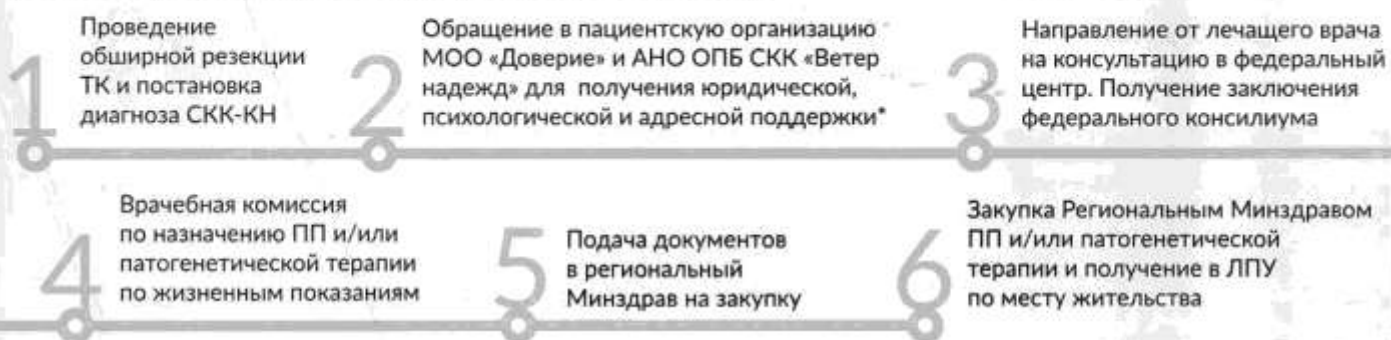 1
Проведение
обширной резекции
ТК и постановка
диагноза СКК-КН
2
Обращение в пациентскую организацию
МОО «Доверие» и АНО ОПБ СКК «Ветер
надежд» для получения юридической,
психологической и адресной поддержки*
3
Направление от лечащего врача
на консультацию в федеральный
центр. Получение заключения
федерального консилиума
4
Врачебная комиссия
по назначению ПП и/или
патогенетической терапии
по жизненным показаниям
5
Подача документов
в региональный
Минздрав на закупку
6
Закупка Региональным Минздравом
ПП и/или патогенетической
терапии и получение в ЛПУ
по месту жительства